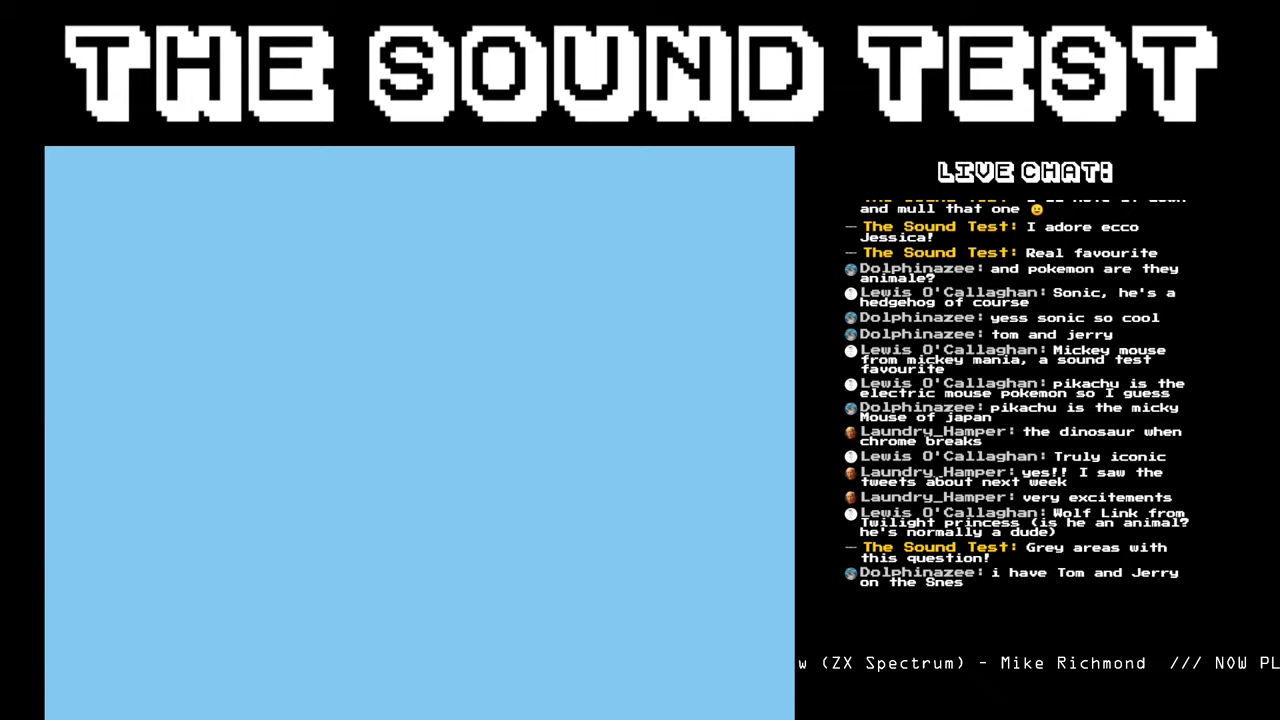 THE SOUND TEST
LIVE CHAT:
and mull that one
— The Sound Test: I adore ecco
Jessica!
— The Sound Test: Real favourite
Dolphinazee: and pokemon are they
animale?
Lewis O'Callaghan: Sonic, he's a
hedgehog of course
Dolphinazee: yess sonic so cool
Dolphinazee: tom and jerry
Lewis O'Callaghan: Mickey mouse
from mickey mania, a sound test
favourite
Lewis O'Callaghan: pikachu is the
electric mouse pokemon so I guess
Dolphinazee: pikachu is the micky
Mouse of japan
Laundry_Hamper: the dinosaur when
chrome breaks
Lewis O'Callaghan: Truly iconic
Laundry_Hamper: yes!! I saw the
tweets about next week
Laundry_Hamper: very excitements
Lewis O'Callaghan: Wolf Link from
Twilight princess (is he an animal?
he's normally a dude)
— The Sound Test: Grey areas with
this question!
Dolphinazee: i have Tom and Jerry
on the Snes
w (ZX Spectrum) - Mike Richmond /// NOW PL